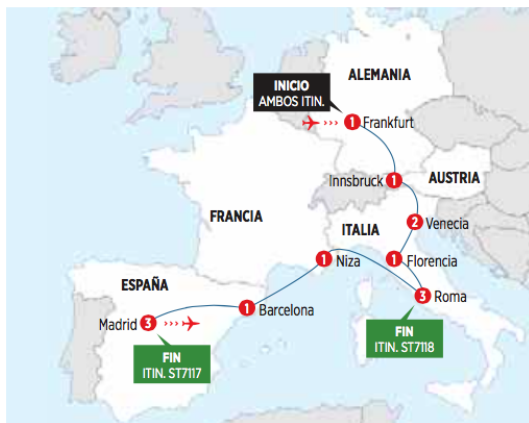 ALEMANIA
INICIO
AMBOS ITIN.
1 Frankfurt
Innsbruck 1
AUSTRIA
FRANCIA
ITALIA
2 Venecia
1 Niza
1 Florencia
ESPAÑA
3 Roma
Madrid 3
1 Barcelona
FIN
ITIN. ST7118
FIN
ITIN. ST7117